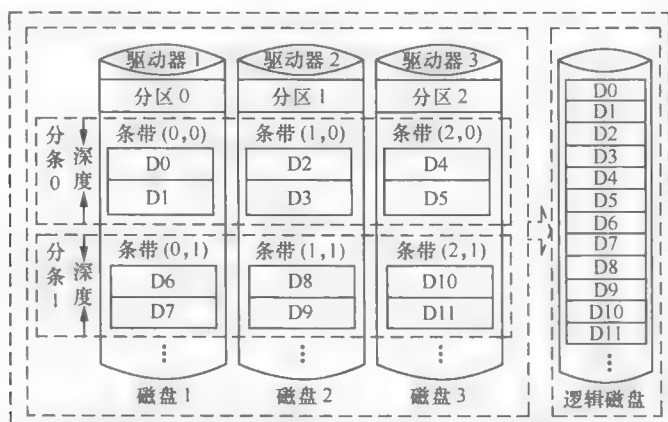 驱动器1 驱动器2 驱动器3
分区0 分区1 分区2
分条0 深度
条带(0,0) 条带(1,0) 条带(2,0)
D0 D2 D4
D1 D3 D5
分条1 深度
条带(0,1) 条带(1,1) 条带(2,1)
D6 D8 D10
D7 D9 D11
磁盘1 磁盘2 磁盘3
D0
D1
D2
D3
D4
D5
D6
D7
D8
D9
D10
D11
逻辑磁盘